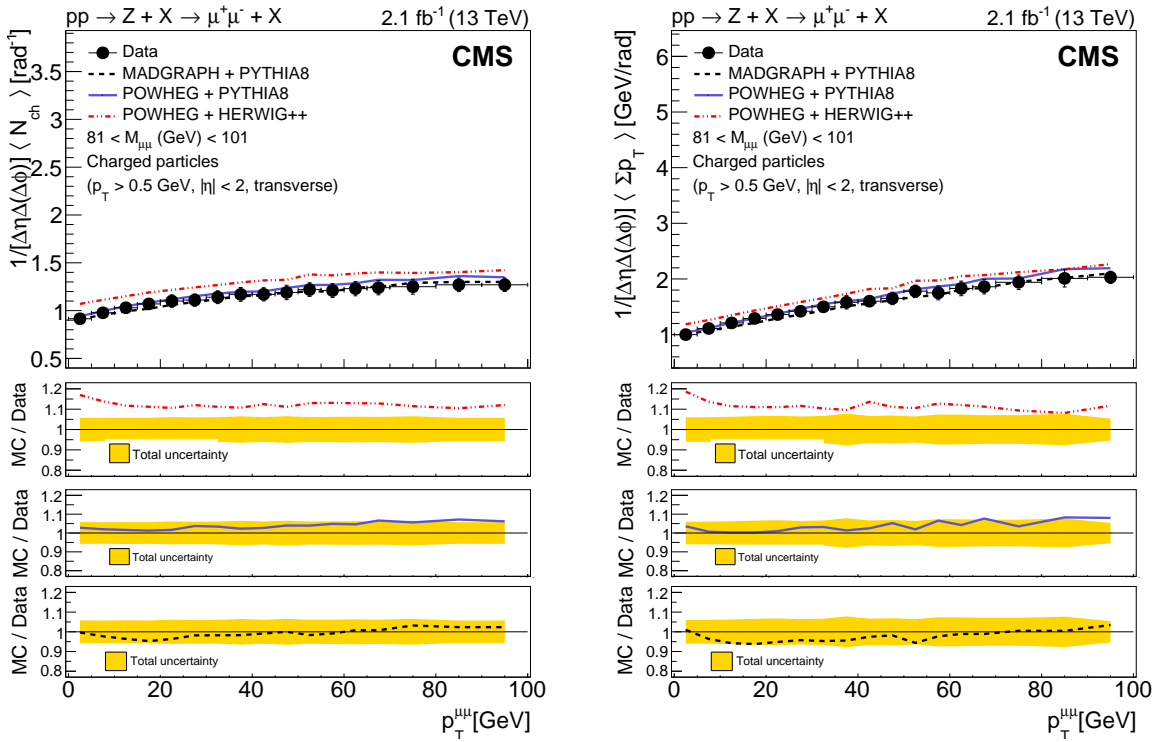 pp → Z + X → μ⁺μ⁻ + X 2.1 fb⁻¹ (13 TeV)
CMS
Data
MADGRAPH + PYTHIA8
POWHEG + PYTHIA8
POWHEG + HERWIG++
81 < M_μμ (GeV) < 101
Charged particles
(p_T > 0.5 GeV, |η| < 2, transverse)
1/[ΔηΔ(Δϕ)] ⟨ N_ch ⟩ [rad⁻¹]
3.5
3
2.5
2
1.5
1
0.5
MC / Data
1.2
1.1
1
0.9
0.8
Total uncertainty
MC / Data
1.2
1.1
1
0.9
0.8
Total uncertainty
MC / Data
1.2
1.1
1
0.9
0.8
Total uncertainty
0 20 40 60 80 100
p_T^μμ [GeV]
pp → Z + X → μ⁺μ⁻ + X 2.1 fb⁻¹ (13 TeV)
CMS
Data
MADGRAPH + PYTHIA8
POWHEG + PYTHIA8
POWHEG + HERWIG++
81 < M_μμ (GeV) < 101
Charged particles
(p_T > 0.5 GeV, |η| < 2, transverse)
1/[ΔηΔ(Δϕ)] ⟨ Σp_T ⟩ [GeV/rad]
6
5
4
3
2
1
MC / Data
1.2
1.1
1
0.9
0.8
Total uncertainty
MC / Data
1.2
1.1
1
0.9
0.8
Total uncertainty
MC / Data
1.2
1.1
1
0.9
0.8
Total uncertainty
0 20 40 60 80 100
p_T^μμ [GeV]